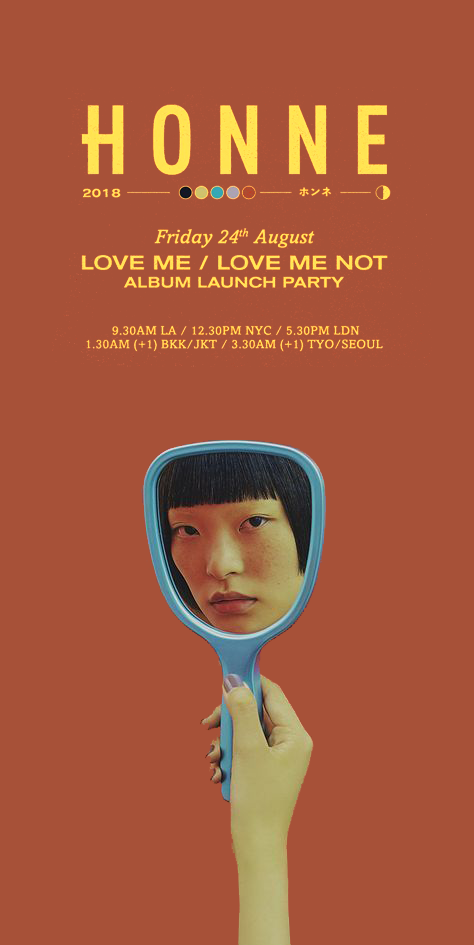 HONNE
2018 ホンネ
Friday 24th August
LOVE ME / LOVE ME NOT
ALBUM LAUNCH PARTY
9.30AM LA / 12.30PM NYC / 5.30PM LDN
1.30AM (+1) BKK/JKT / 3.30AM (+1) TYO/SEOUL